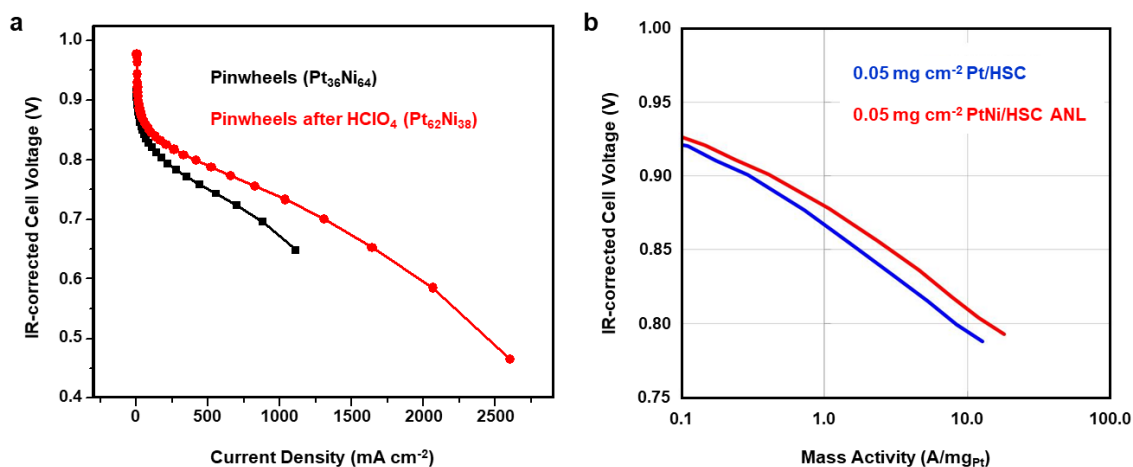 a
1.0
0.9
0.8
0.7
0.6
0.5
0.4
IR-corrected Cell Voltage (V)
Pinwheels (Pt₃₆Ni₆₄)
Pinwheels after HClO₄ (Pt₆₂Ni₃₈)
0
500
1000
1500
2000
2500
Current Density (mA cm⁻²)
b
1.00
0.95
0.90
0.85
0.80
0.75
IR-corrected Cell Voltage (V)
0.05 mg cm⁻² Pt/HSC
0.05 mg cm⁻² PtNi/HSC ANL
0.1
1.0
10.0
100.0
Mass Activity (A/mg_Pt)